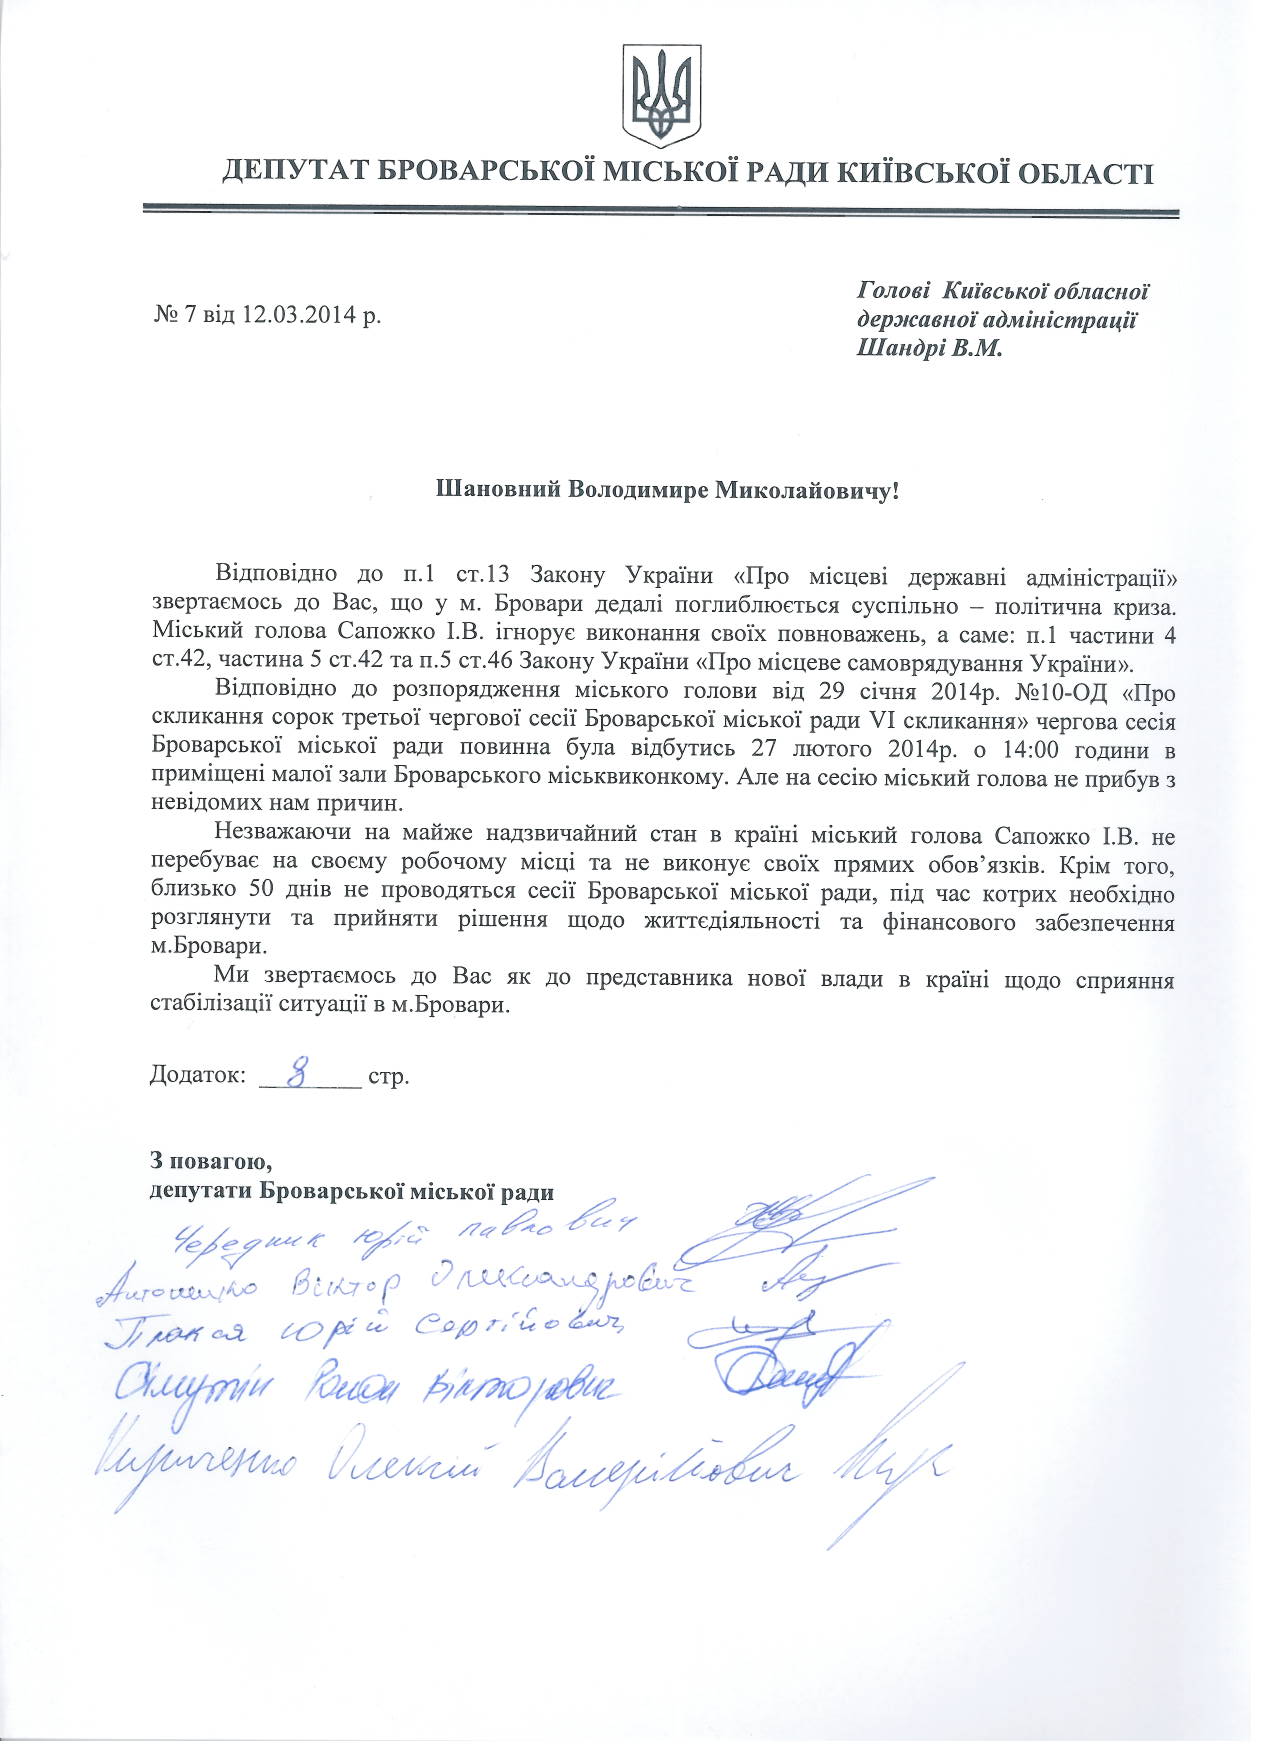 ДЕПУТАТ БРОВАРСЬКОЇ МІСЬКОЇ РАДИ КИЇВСЬКОЇ ОБЛАСТІ
№ 7 від 12.03.2014 р.
Голові Київської обласної
державної адміністрації
Шандрі В.М.
Шановний Володимире Миколайовичу!
Відповідно до п.1 ст.13 Закону України «Про місцеві державні адміністрації»
звертаємось до Вас, що у м. Бровари дедалі поглиблюється суспільно – політична криза.
Міський голова Сапожко І.В. ігнорує виконання своїх повноважень, а саме: п.1 частини 4
ст.42, частина 5 ст.42 та п.5 ст.46 Закону України «Про місцеве самоврядування України».
Відповідно до розпорядження міського голови від 29 січня 2014р. №10-ОД «Про
скликання сорок третьої чергової сесії Броварської міської ради VI скликання» чергова сесія
Броварської міської ради повинна була відбутись 27 лютого 2014р. о 14:00 години в
приміщені малої зали Броварського міськвиконкому. Але на сесію міський голова не прибув з
невідомих нам причин.
Незважаючи на майже надзвичайний стан в країні міський голова Сапожко І.В. не
перебуває на своєму робочому місці та не виконує своїх прямих обов’язків. Крім того,
близько 50 днів не проводяться сесії Броварської міської ради, під час котрих необхідно
розглянути та прийняти рішення щодо життєдіяльності та фінансового забезпечення
м.Бровари.
Ми звертаємось до Вас як до представника нової влади в країні щодо сприяння
стабілізації ситуації в м.Бровари.
Додаток: 8 стр.
З повагою,
депутати Броварської міської ради
Чередник Юрій Павлович
Віктор Олександрович
Юрій Сергійович
Роман Вікторович
Кириченко Олексій Валерійович